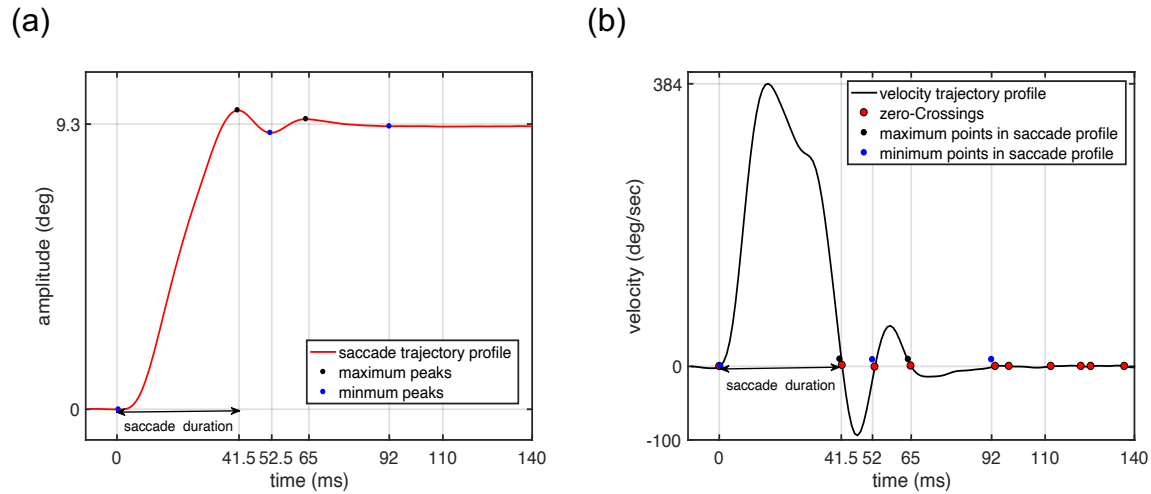 (a)
9.3
0
amplitude (deg)
saccade trajectory profile
maximum peaks
minmum peaks
saccade duration
0 41.5 52.5 65 92 110 140
time (ms)
(b)
384
0
-100
velocity (deg/sec)
velocity trajectory profile
zero-Crossings
maximum points in saccade profile
minimum points in saccade profile
saccade duration
0 41.5 52 65 92 110 140
time (ms)